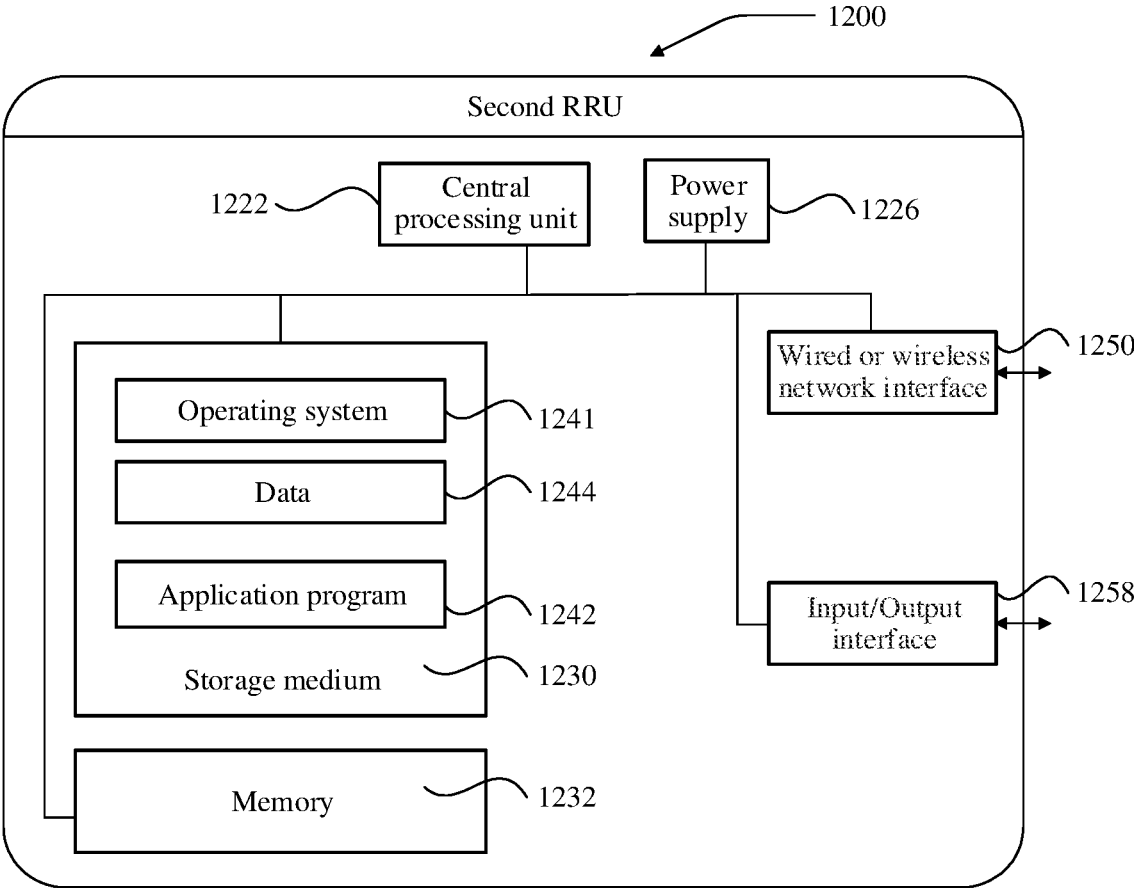 1200
Second RRU
1222
Central
processing unit
Power
supply
1226
Wired or wireless
network interface
1250
Operating system
1241
Data
1244
Application program
1242
Input/Output
interface
1258
Storage medium
1230
Memory
1232